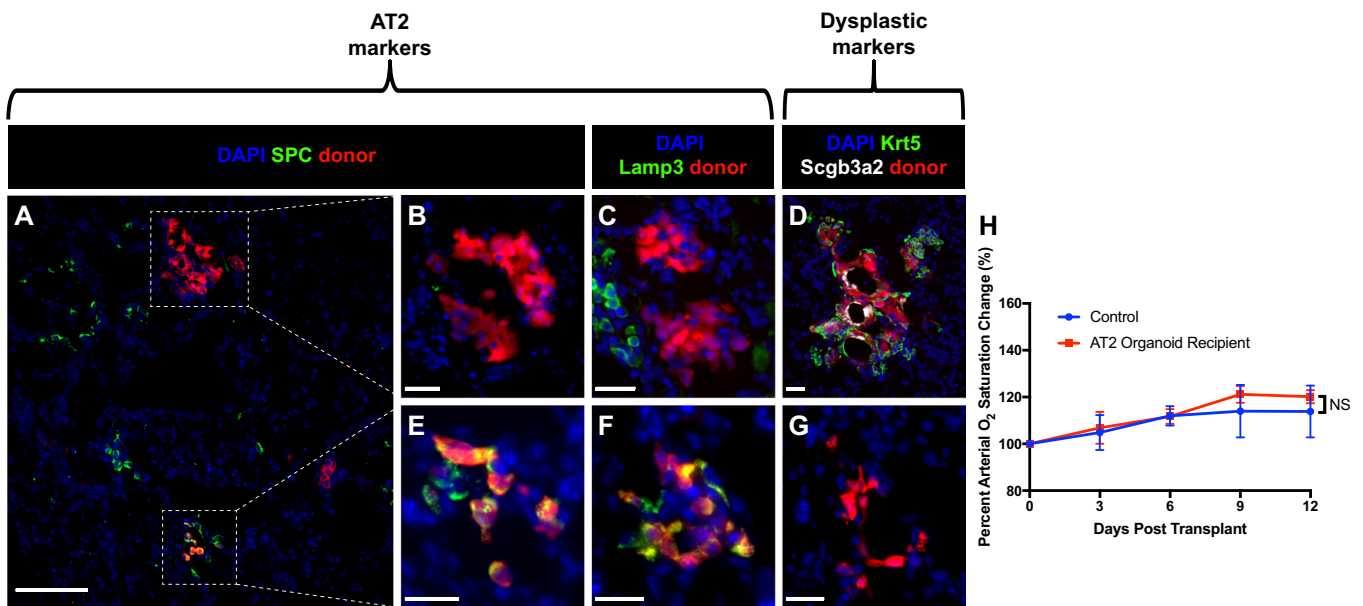 AT2
markers
Dysplastic
markers
DAPI SPC donor
DAPI
Lamp3 donor
DAPI Krt5
Scgb3a2 donor
A
B
C
D
E
F
G
H
Percent Arterial O₂ Saturation Change (%)
160
140
120
100
80
Control
AT2 Organoid Recipient
NS
0 3 6 9 12
Days Post Transplant